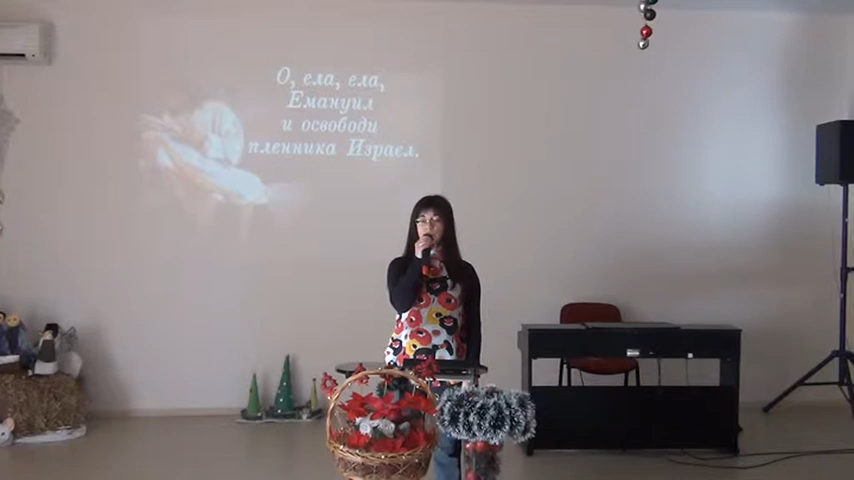 О, ела, ела,
Емануил
и освободи
пленника Израел.